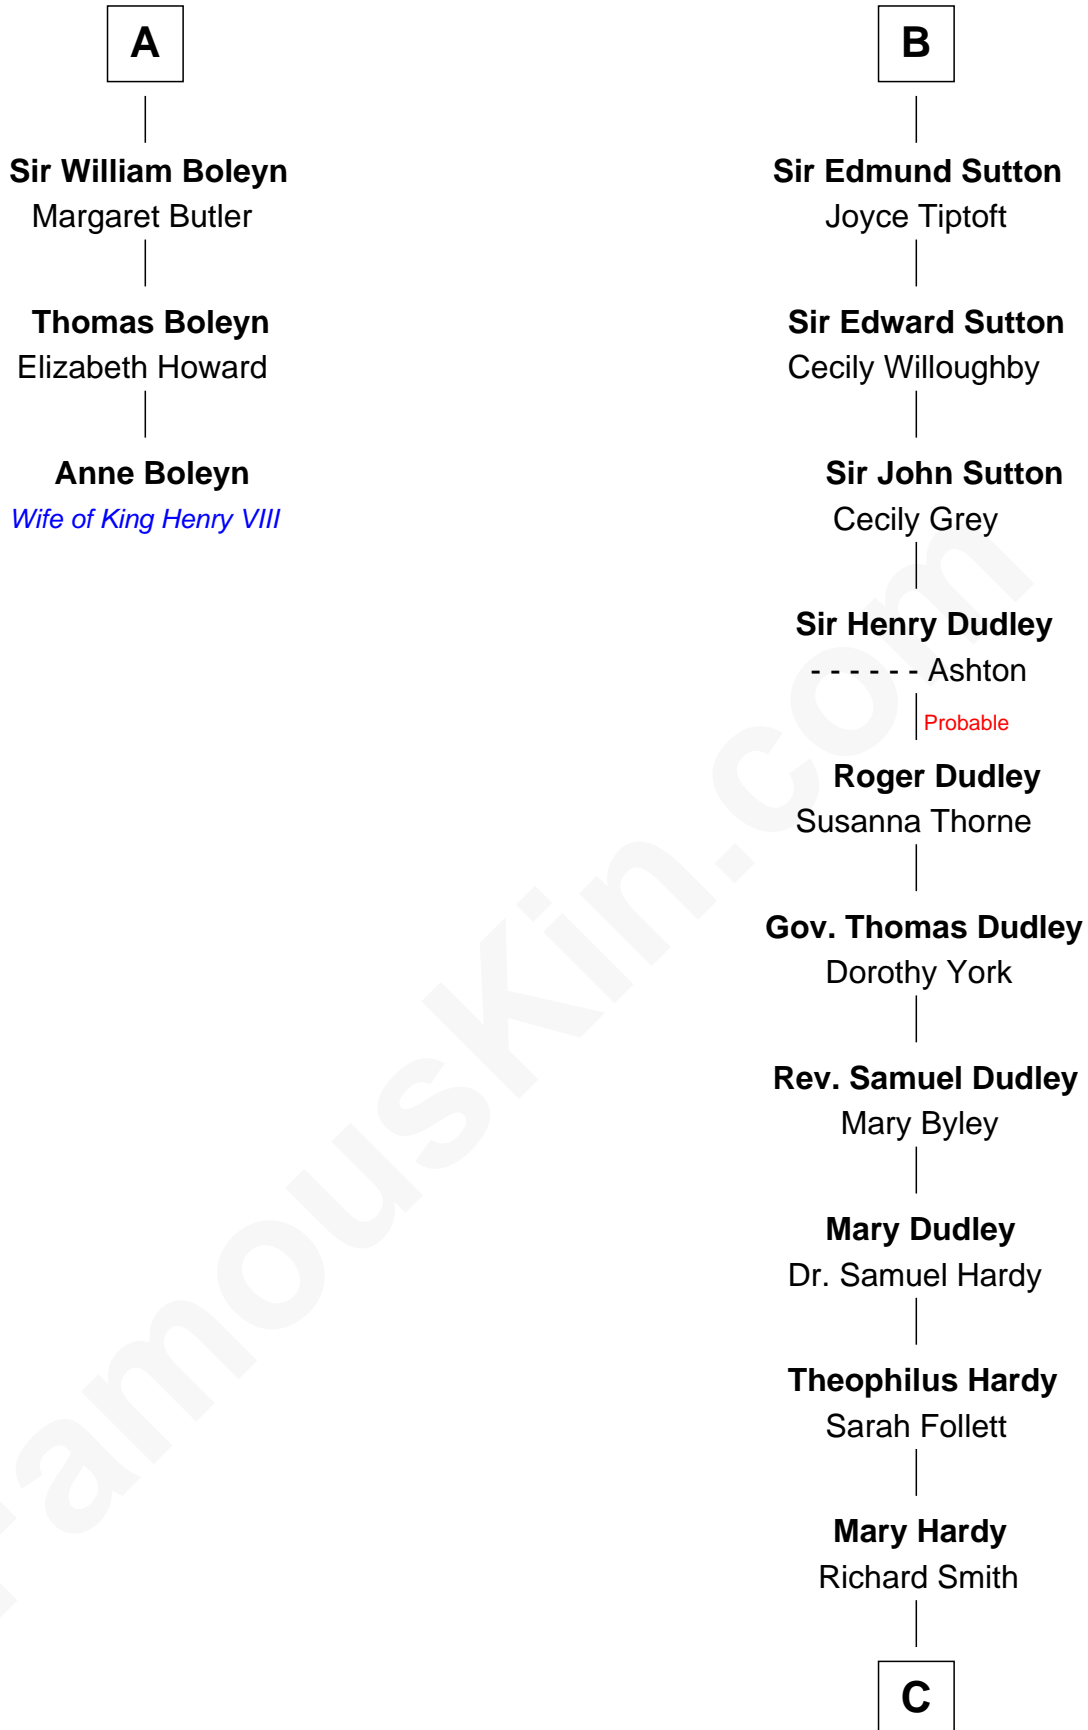 A
Sir William Boleyn
Margaret Butler
Thomas Boleyn
Elizabeth Howard
Anne Boleyn
Wife of King Henry VIII
B
Sir Edmund Sutton
Joyce Tiptoft
Sir Edward Sutton
Cecily Willoughby
Sir John Sutton
Cecily Grey
Sir Henry Dudley
- - - - - - Ashton
Probable
Roger Dudley
Susanna Thorne
Gov. Thomas Dudley
Dorothy York
Rev. Samuel Dudley
Mary Byley
Mary Dudley
Dr. Samuel Hardy
Theophilus Hardy
Sarah Follett
Mary Hardy
Richard Smith
C
FamousKin.com